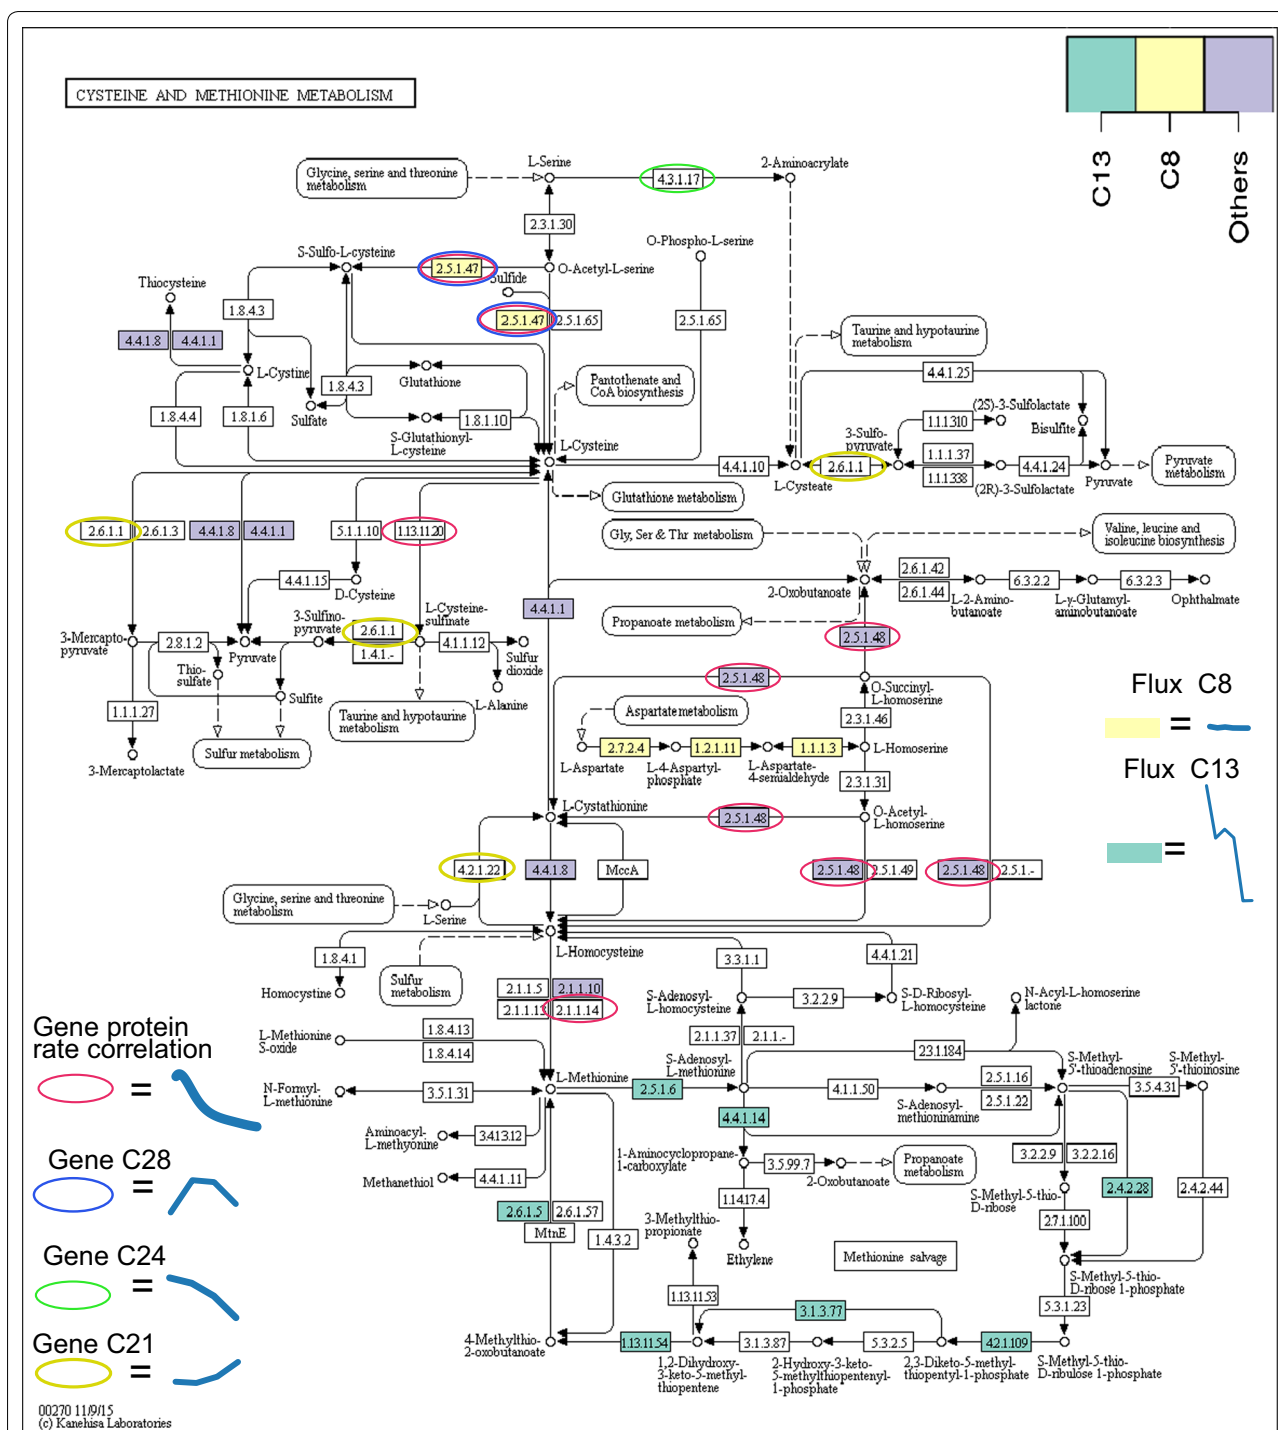 CYSTEINE AND METHIONINE METABOLISM
C13
C8
Others
Glycine, serine and threonine
metabolism
L-Serine
4.3.1.17
2-Aminoacrylate
2.3.1.30
O-Phospho-L-serine
S-Sulfo-L-cysteine
2.5.1.47
O-Acetyl-L-serine
Sulfide
Thiocysteine
1.8.4.3
2.5.1.47
2.5.1.65
2.5.1.65
4.4.1.8
4.4.1.1
Taurine and hypotaurine
metabolism
L-Cystine
Glutathione
1.8.4.3
Pantothenate and
CoA biosynthesis
4.4.1.25
1.8.4.4
1.8.1.6
Sulfate
1.8.1.10
S-Glutathionyl-
L-cysteine
L-Cysteine
(2S)-3-Sulfolactate
1.1.1.310
Bisulfite
3-Sulfo-
pyruvate
4.4.1.10
L-Cysteate
2.6.1.1
1.1.1.37
1.1.1.338
(2R)-3-Sulfolactate
4.4.1.24
Pyruvate
Pyruvate
metabolism
Glutathione metabolism
2.6.1.1
2.6.1.3
4.4.1.8
4.4.1.1
5.1.1.10
1.13.11.20
Gly, Ser & Thr metabolism
Valine, leucine and
isoleucine biosynthesis
4.4.1.15
D-Cysteine
2-Oxobutanoate
2.6.1.42
2.6.1.44
L-2-Amino-
butanoate
6.3.2.2
L-γ-Glutamyl-
aminobutanoate
6.3.2.3
Ophthalmate
4.4.1.1
L-Cysteine-
sulfinate
3-Sulfino-
pyruvate
2.6.1.1
1.4.1.-
4.1.1.12
Sulfur
dioxide
Propanoate metabolism
2.5.1.48
3-Mercapto-
pyruvate
2.8.1.2
Pyruvate
Thio-
sulfate
Sulfite
L-Alanine
2.5.1.48
O-Succinyl-
L-homoserine
1.1.1.27
Taurine and hypotaurine
metabolism
Aspartate metabolism
2.3.1.46
Flux C8
=
Sulfur metabolism
3-Mercaptolactate
2.7.2.4
1.2.1.11
1.1.1.3
L-Homoserine
L-Aspartate
L-4-Aspartyl-
phosphate
L-Aspartate-
4-semialdehyde
2.3.1.31
Flux C13
=
L-Cystathionine
2.5.1.48
O-Acetyl-
L-homoserine
4.2.1.22
4.4.1.8
MccA
2.5.1.48
2.5.1.49
2.5.1.48
2.5.1.-
Glycine, serine and threonine
metabolism
L-Serine
1.8.4.1
L-Homocysteine
3.3.1.1
4.4.1.21
Sulfur
metabolism
Homocystine
2.1.1.5
2.1.1.10
2.1.1.13
2.1.1.14
S-Adenosyl-
L-homocysteine
3.2.2.9
S-D-Ribosyl-
L-homocysteine
N-Acyl-L-homoserine
lactone
Gene protein
rate correlation
=
L-Methionine
S-oxide
1.8.4.13
1.8.4.14
2.1.1.37
2.1.1.-
2.3.1.184
S-Adenosyl-
L-methionine
S-Methyl-
5'-thioadenosine
S-Methyl-
5'-thioinosine
N-Formyl-
L-methionine
3.5.1.31
L-Methionine
2.5.1.6
4.1.1.50
S-Adenosyl-
methioninamine
2.5.1.16
2.5.1.22
3.5.4.31
4.4.1.14
Aminoacyl-
L-methyonine
3.4.13.12
Gene C28
=
Methanethiol
4.4.1.11
1-Aminocyclopropane-
1-carboxylate
3.5.99.7
2-Oxobutanoate
Propanoate
metabolism
3.2.2.9
3.2.2.16
2.4.2.28
2.4.2.44
S-Methyl-5-thio-
D-ribose
2.6.1.5
2.6.1.57
MtnE
1.4.3.2
1.14.17.4
3-Methylthio-
propionate
Ethylene
2.7.1.100
Methionine salvage
Gene C24
=
S-Methyl-5-thio-
D-ribose 1-phosphate
1.13.11.53
3.1.3.77
5.3.1.23
Gene C21
=
4-Methylthio-
2-oxobutanoate
1.13.11.54
3.1.3.87
5.3.2.5
4.2.1.109
1,2-Dihydroxy-
3-keto-5-methyl-
thiopentene
2-Hydroxy-3-keto-
5-methylthiopentenyl-
1-phosphate
2,3-Diketo-5-methyl-
thiopentyl-1-phosphate
S-Methyl-5-thio-
D-ribulose 1-phosphate
00270 11/9/15
(c) Kanehisa Laboratories